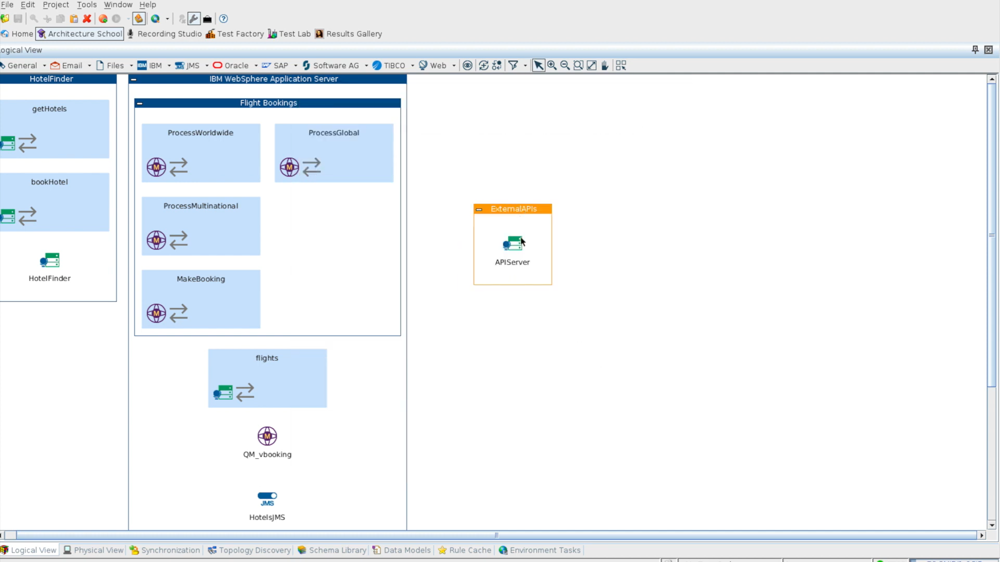 File Edit Project Tools Window Help
Home Architecture School Recording Studio Test Factory Test Lab Results Gallery
ogical View
General Email Files IBM IBM JMS JMS Oracle SAP SAP Software AG TIBCO Web
HotelFinder
IBM WebSphere Application Server
Flight Bookings
getHotels
ProcessWorldwide
ProcessGlobal
M
M
bookHotel
ProcessMultinational
ExternalAPIs
M
APIServer
HotelFinder
MakeBooking
M
flights
M
QM_vbooking
JMS
HotelsJMS
Logical View Physical View Synchronization Topology Discovery Schema Library Data Models Rule Cache Environment Tasks